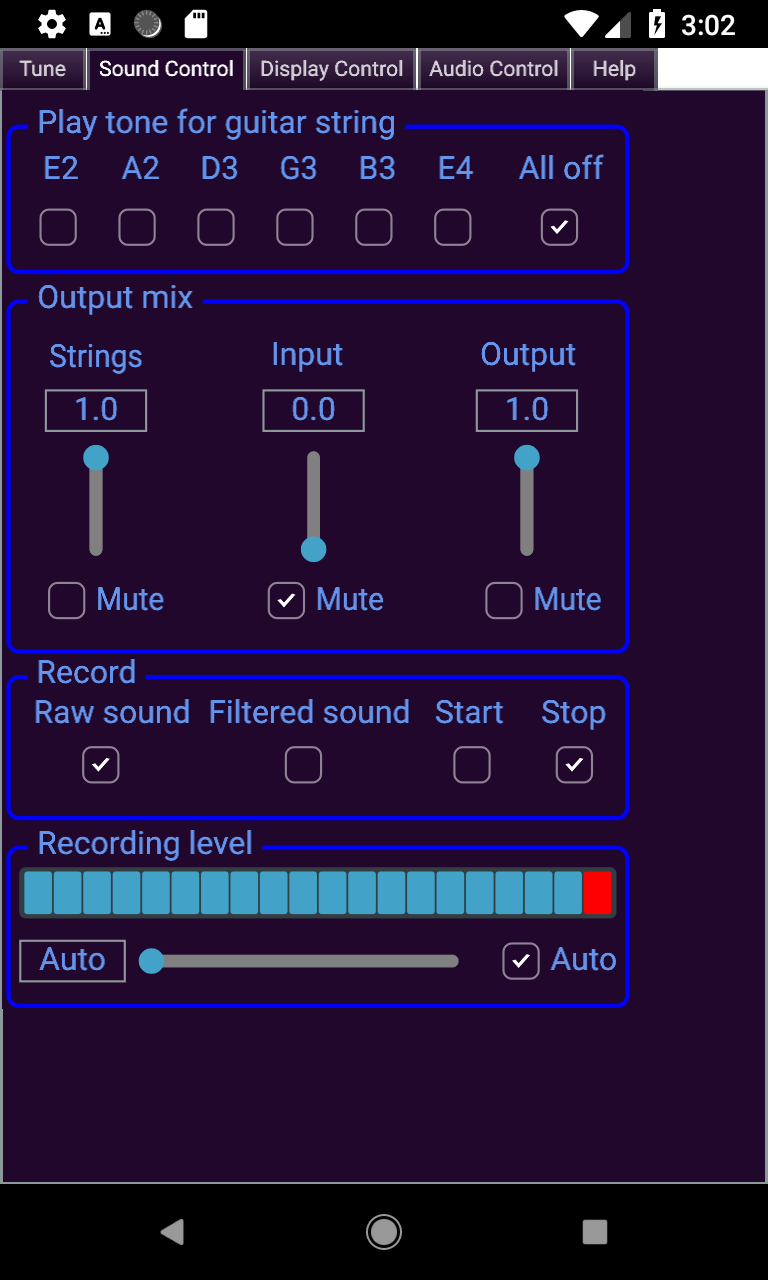 3:02
Tune Sound Control Display Control Audio Control Help
Play tone for guitar string
E2 A2 D3 G3 B3 E4 All off
Output mix
Strings Input Output
1.0 0.0 1.0
Mute Mute Mute
Record
Raw sound Filtered sound Start Stop
Recording level
Auto Auto